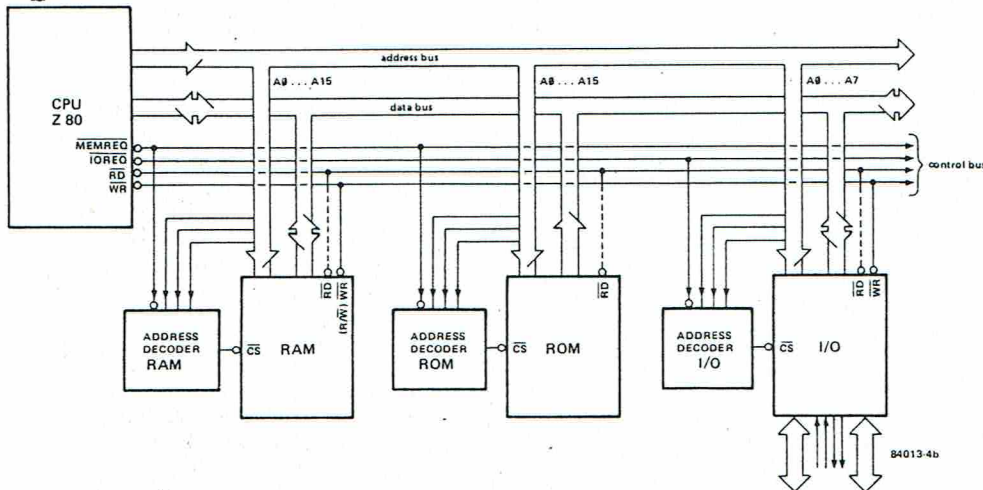 CPU
Z 80
address bus
A0 ... A15
A0 ... A15
A0 ... A7
data bus
MEMREQ
IOREQ
RD
WR
control bus
RD
WR
(R/W)
RD
RD
WR
ADDRESS
DECODER
RAM
CS
RAM
ADDRESS
DECODER
ROM
CS
ROM
ADDRESS
DECODER
I/O
CS
I/O
84013-4b